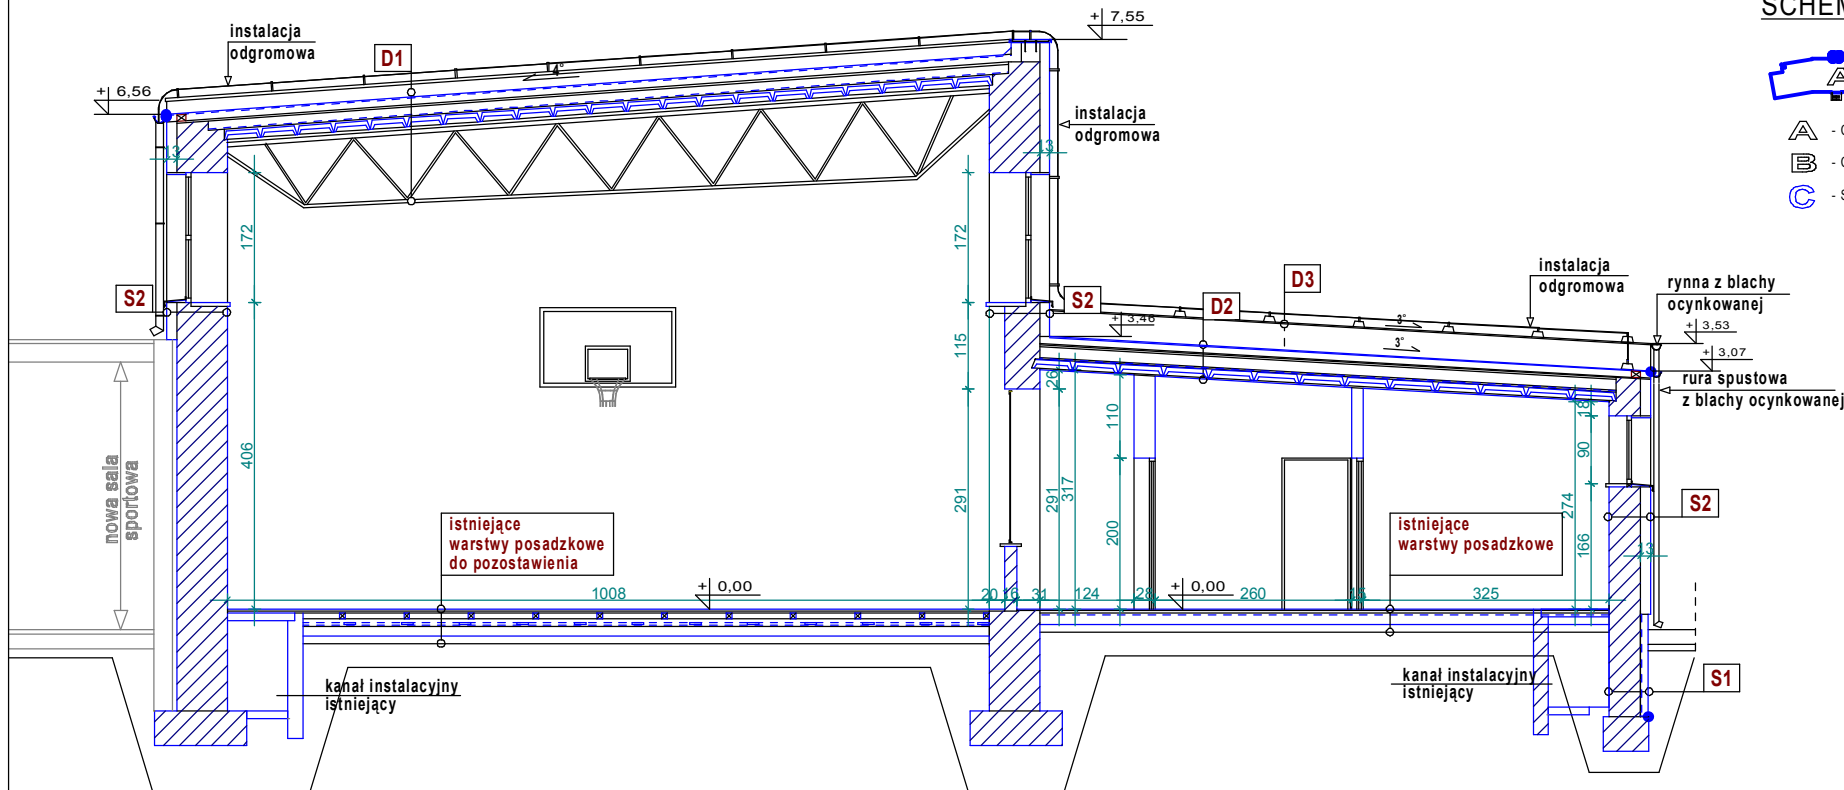 SCHEM
+ 7,55
instalacja
odgromowa
D1
4°
+ 6,56
A
instalacja
odgromowa
A - 
B - 
C - S
13
13
172
172
S2
S2
instalacja
odgromowa
D3
D2
rynna z blachy
ocynkowanej
+ 3,46
3°
3°
+ 3,53
+ 3,07
rura spustowa
z blachy ocynkowanej
115
26
110
18
90
406
nowa sala
sportowa
291
291
317
200
274
166
S2
13
istniejące
warstwy posadzkowe
do pozostawienia
istniejące
warstwy posadzkowe
+ 0,00
+ 0,00
1008
20
16
31
124
28
260
325
kanał instalacyjny
istniejący
kanał instalacyjny
istniejący
S1